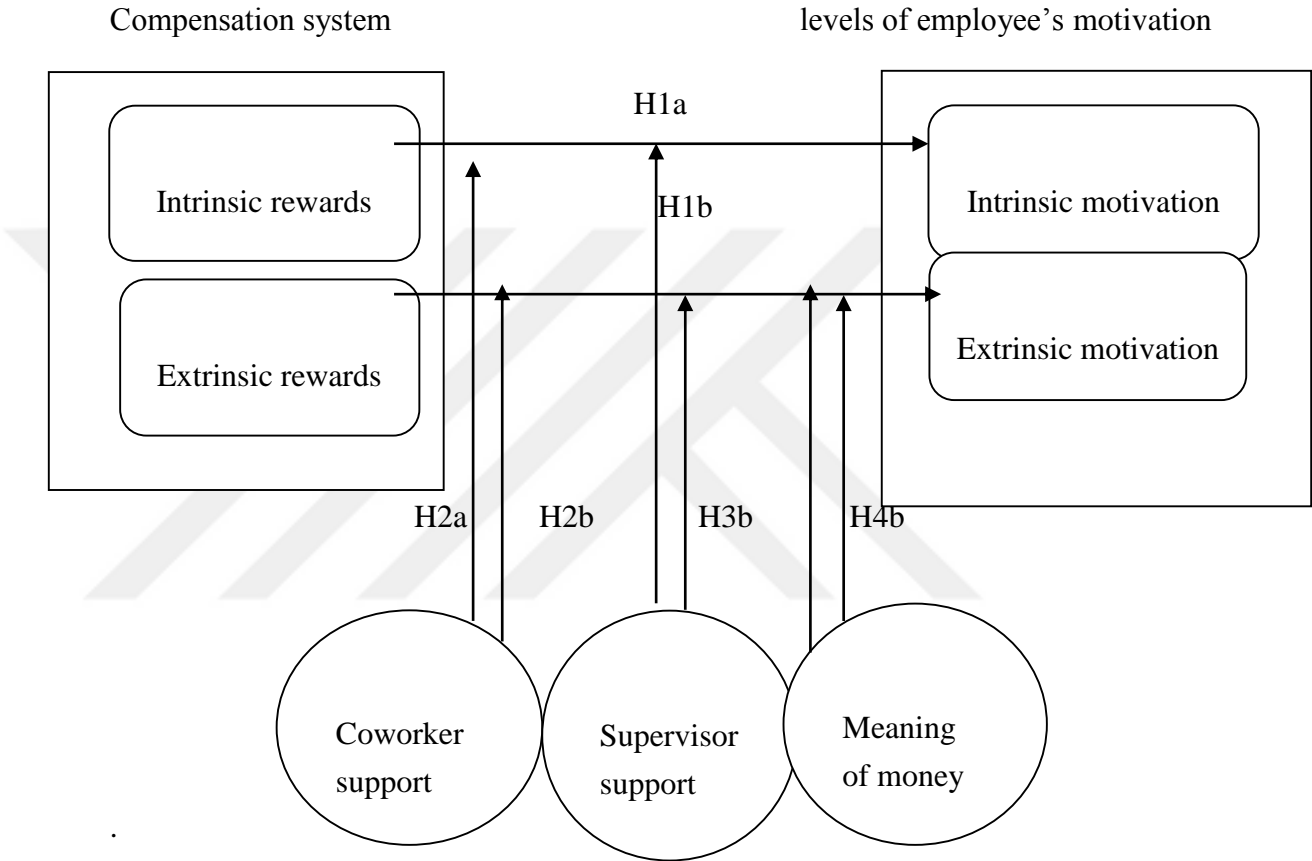 Compensation system levels of employee’s motivation
H1a
Intrinsic rewards H1b Intrinsic motivation
Extrinsic rewards Extrinsic motivation
H2a H2b H3b H4b
Coworker support
Supervisor support
Meaning of money
.